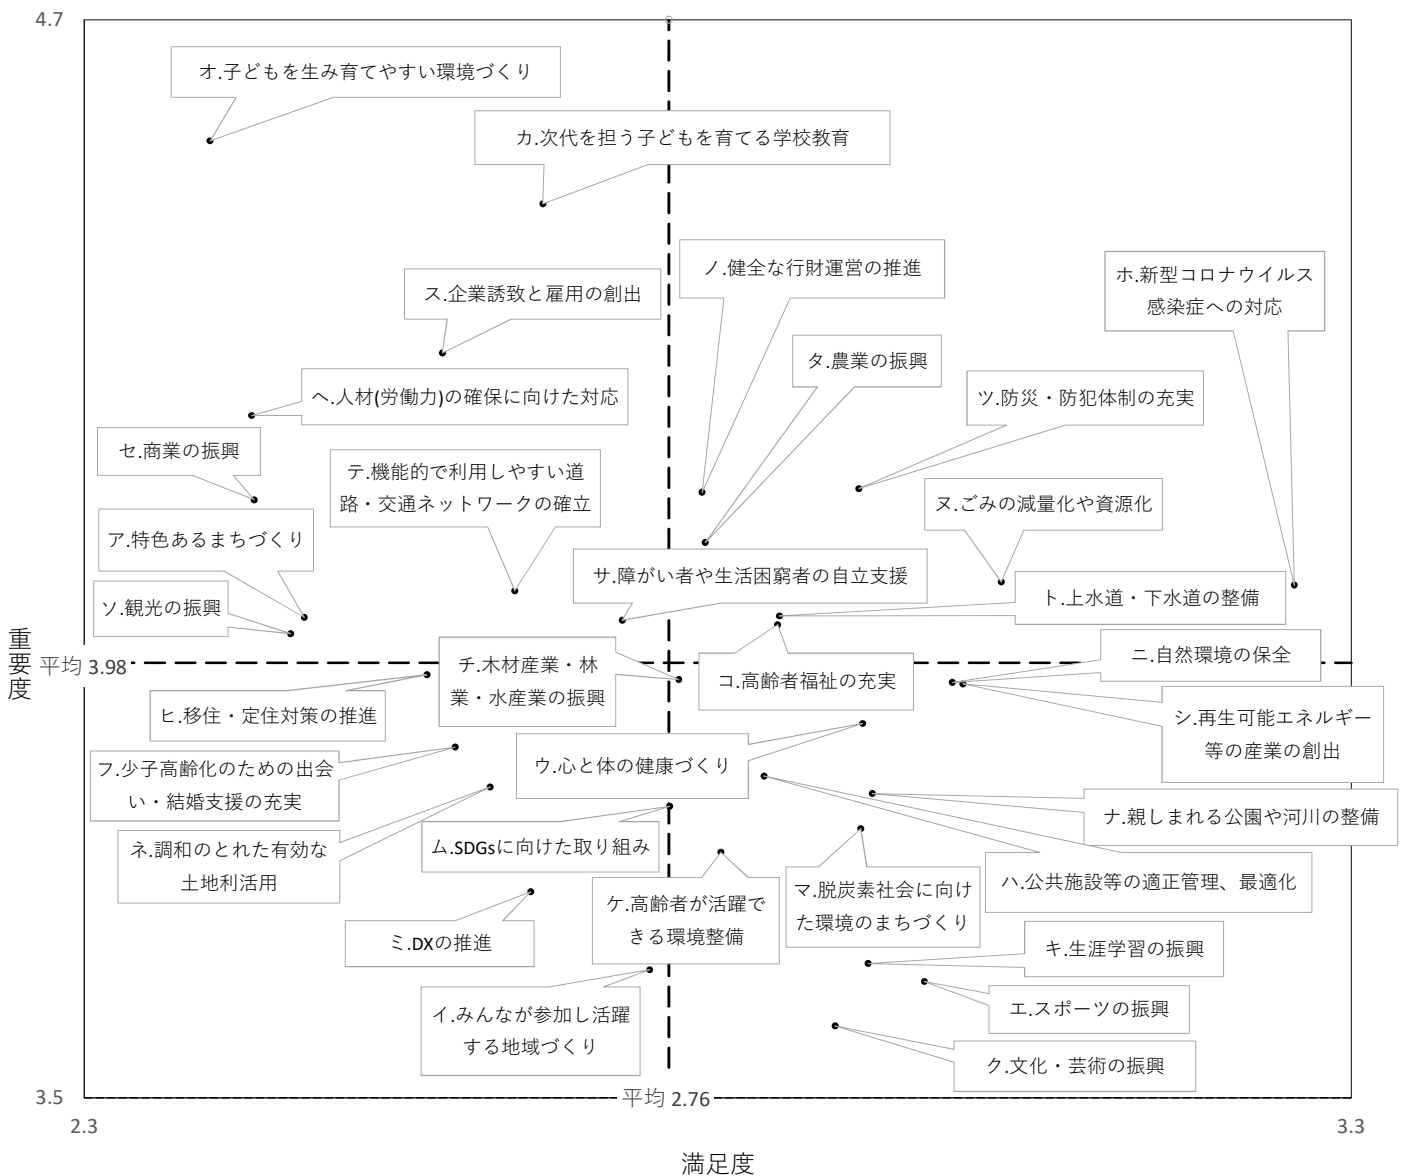 4.7
オ.子どもを生み育てやすい環境づくり
カ.次代を担う子どもを育てる学校教育
ノ.健全な行財運営の推進
ホ.新型コロナウイルス
感染症への対応
ス.企業誘致と雇用の創出
タ.農業の振興
ヘ.人材(労働力)の確保に向けた対応
ツ.防災・防犯体制の充実
セ.商業の振興
テ.機能的で利用しやすい道
路・交通ネットワークの確立
ヌ.ごみの減量化や資源化
ア.特色あるまちづくり
サ.障がい者や生活困窮者の自立支援
ト.上水道・下水道の整備
ソ.観光の振興
重要度
平均 3.98
チ.木材産業・林
業・水産業の振興
コ.高齢者福祉の充実
ニ.自然環境の保全
ヒ.移住・定住対策の推進
シ.再生可能エネルギー
等の産業の創出
フ.少子高齢化のための出会
い・結婚支援の充実
ウ.心と体の健康づくり
ナ.親しまれる公園や河川の整備
ネ.調和のとれた有効な
土地利活用
ム.SDGsに向けた取り組み
ハ.公共施設等の適正管理、最適化
ケ.高齢者が活躍で
きる環境整備
マ.脱炭素社会に向け
た環境のまちづくり
ミ.DXの推進
キ.生涯学習の振興
イ.みんなが参加し活躍
する地域づくり
エ.スポーツの振興
ク.文化・芸術の振興
3.5
平均 2.76
2.3
3.3
満足度